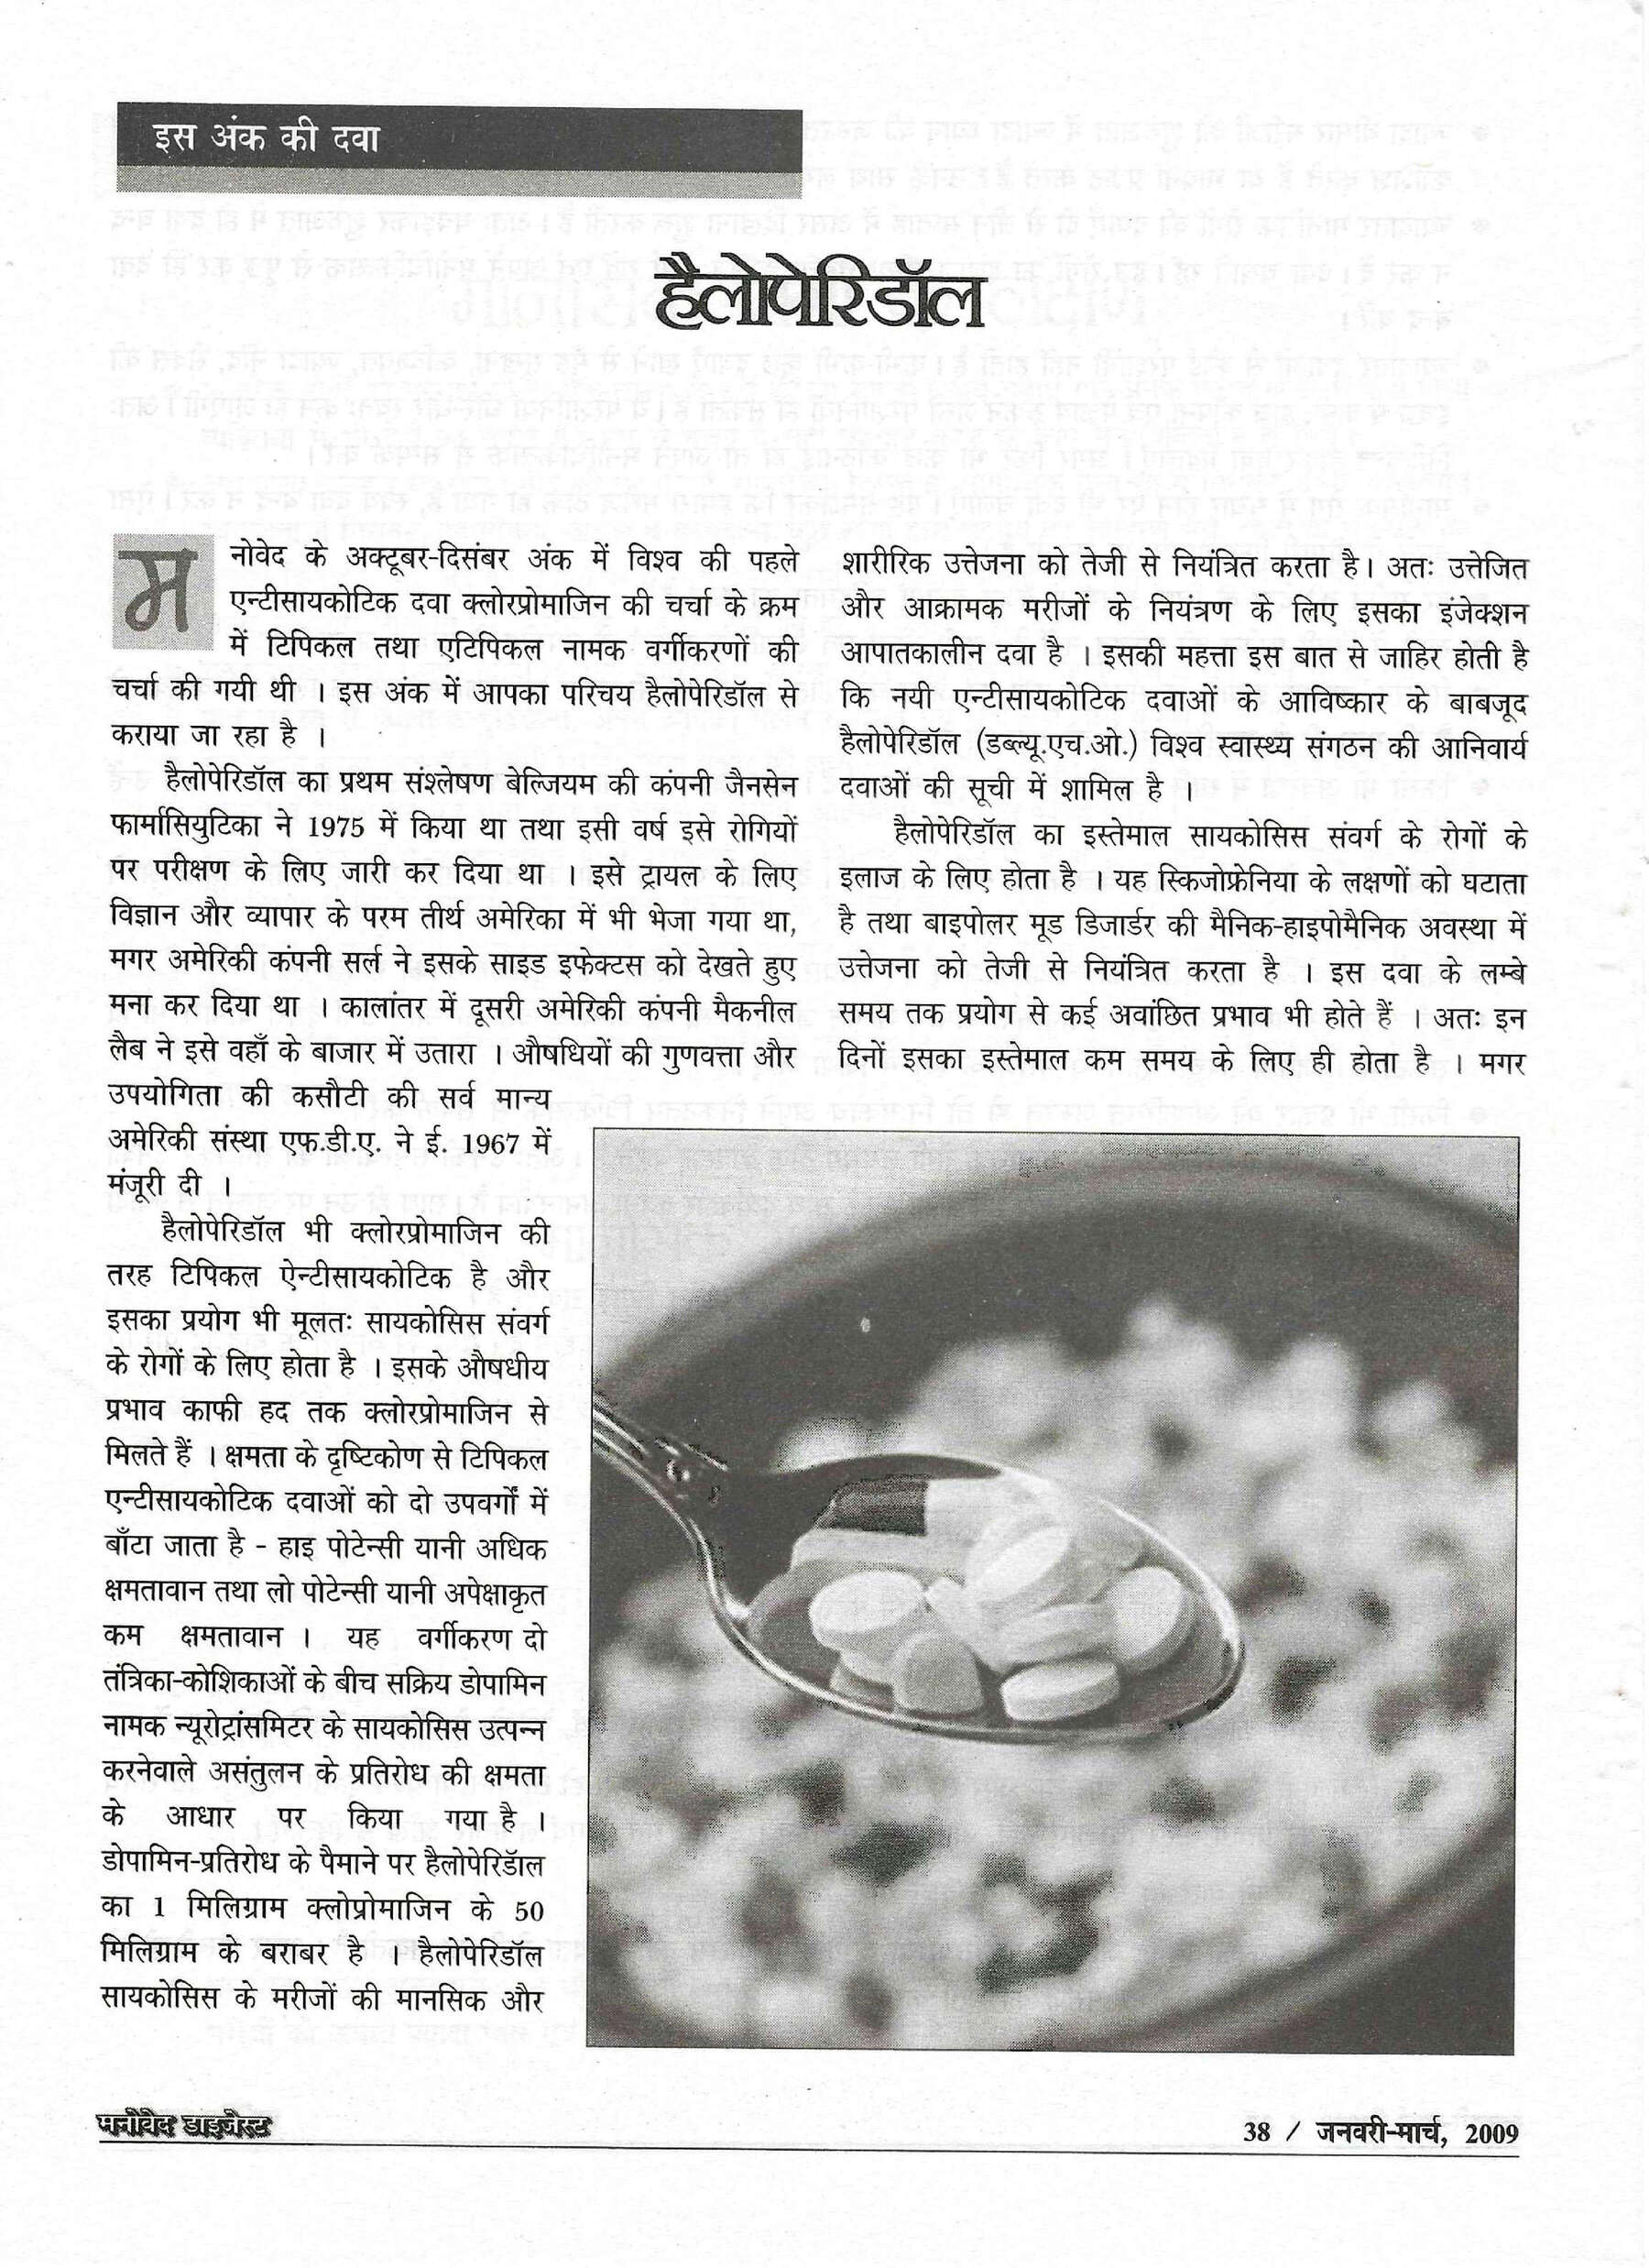 इस अंक की दवा
हैलोपेरिडॉल
मनोवेद के अक्टूबर-दिसंबर अंक में विश्व की पहले
एन्टीसायकोटिक दवा क्लोरप्रोमाजिन की चर्चा के क्रम
में टिपिकल तथा एटिपिकल नामक वर्गीकरणों की
चर्चा की गयी थी । इस अंक में आपका परिचय हैलोपेरिडॉल से
कराया जा रहा है ।
हैलोपेरिडॉल का प्रथम संश्लेषण बेल्जियम की कंपनी जैनसेन
फार्मासियुटिका ने 1975 में किया था तथा इसी वर्ष इसे रोगियों
पर परीक्षण के लिए जारी कर दिया था । इसे ट्रायल के लिए
विज्ञान और व्यापार के परम तीर्थ अमेरिका में भी भेजा गया था,
मगर अमेरिकी कंपनी सर्ल ने इसके साइड इफेक्टस को देखते हुए
मना कर दिया था । कालांतर में दूसरी अमेरिकी कंपनी मैकनील
लैब ने इसे वहाँ के बाजार में उतारा । औषधियों की गुणवत्ता और
उपयोगिता की कसौटी की सर्व मान्य
अमेरिकी संस्था एफ.डी.ए. ने ई. 1967 में
मंजूरी दी ।
हैलोपेरिडॉल भी क्लोरप्रोमाजिन की
तरह टिपिकल ऐन्टीसायकोटिक है और
इसका प्रयोग भी मूलतः सायकोसिस संवर्ग
के रोगों के लिए होता है । इसके औषधीय
प्रभाव काफी हद तक क्लोरप्रोमाजिन से
मिलते हैं । क्षमता के दृष्टिकोण से टिपिकल
एन्टीसायकोटिक दवाओं को दो उपवर्गों में
बाँटा जाता है - हाइ पोटेन्सी यानी अधिक
क्षमतावान तथा लो पोटेन्सी यानी अपेक्षाकृत
कम क्षमतावान । यह वर्गीकरण दो
तंत्रिका-कोशिकाओं के बीच सक्रिय डोपामिन
नामक न्यूरोट्रांसमिटर के सायकोसिस उत्पन्न
करनेवाले असंतुलन के प्रतिरोध की क्षमता
के आधार पर किया गया है ।
डोपामिन-प्रतिरोध के पैमाने पर हैलोपेरिडॉल
का 1 मिलिग्राम क्लोप्रोमाजिन के 50
मिलिग्राम के बराबर है । हैलोपेरिडॉल
सायकोसिस के मरीजों की मानसिक और
शारीरिक उत्तेजना को तेजी से नियंत्रित करता है। अतः उत्तेजित
और आक्रामक मरीजों के नियंत्रण के लिए इसका इंजेक्शन
आपातकालीन दवा है । इसकी महत्ता इस बात से जाहिर होती है
कि नयी एन्टीसायकोटिक दवाओं के आविष्कार के बाबजूद
हैलोपेरिडॉल (डब्ल्यू.एच.ओ.) विश्व स्वास्थ्य संगठन की आनिवार्य
दवाओं की सूची में शामिल है ।
हैलोपेरिडॉल का इस्तेमाल सायकोसिस संवर्ग के रोगों के
इलाज के लिए होता है । यह स्किजोफ्रेनिया के लक्षणों को घटाता
है तथा बाइपोलर मूड डिजार्डर की मैनिक-हाइपोमैनिक अवस्था में
उत्तेजना को तेजी से नियंत्रित करता है । इस दवा के लम्बे
समय तक प्रयोग से कई अवांछित प्रभाव भी होते हैं । अतः इन
दिनों इसका इस्तेमाल कम समय के लिए ही होता है । मगर
मनोवेद डाइजेस्ट
38 / जनवरी-मार्च, 2009